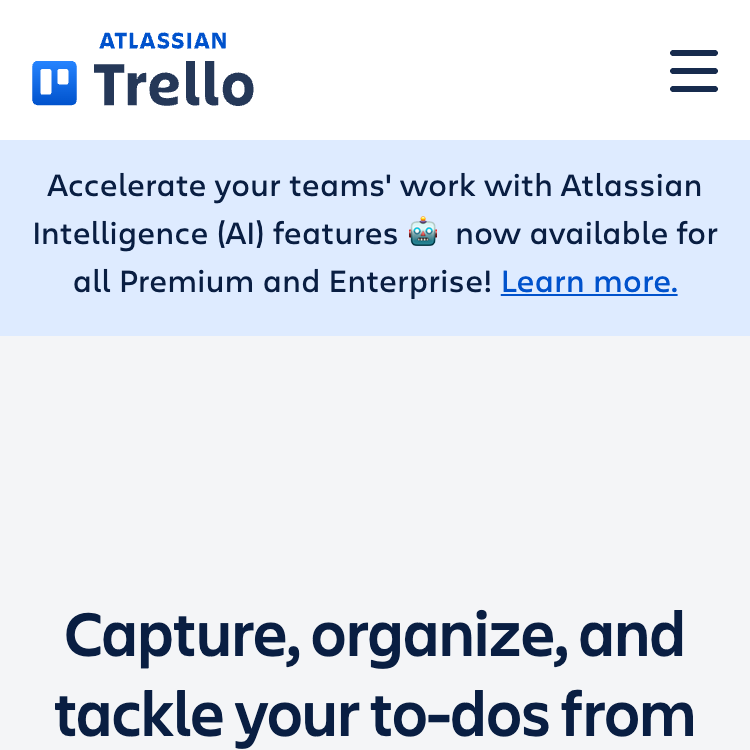 ATLASSIAN
Trello
Accelerate your teams' work with Atlassian
Intelligence (AI) features 🤖 now available for
all Premium and Enterprise! Learn more.
Capture, organize, and
tackle your to-dos from